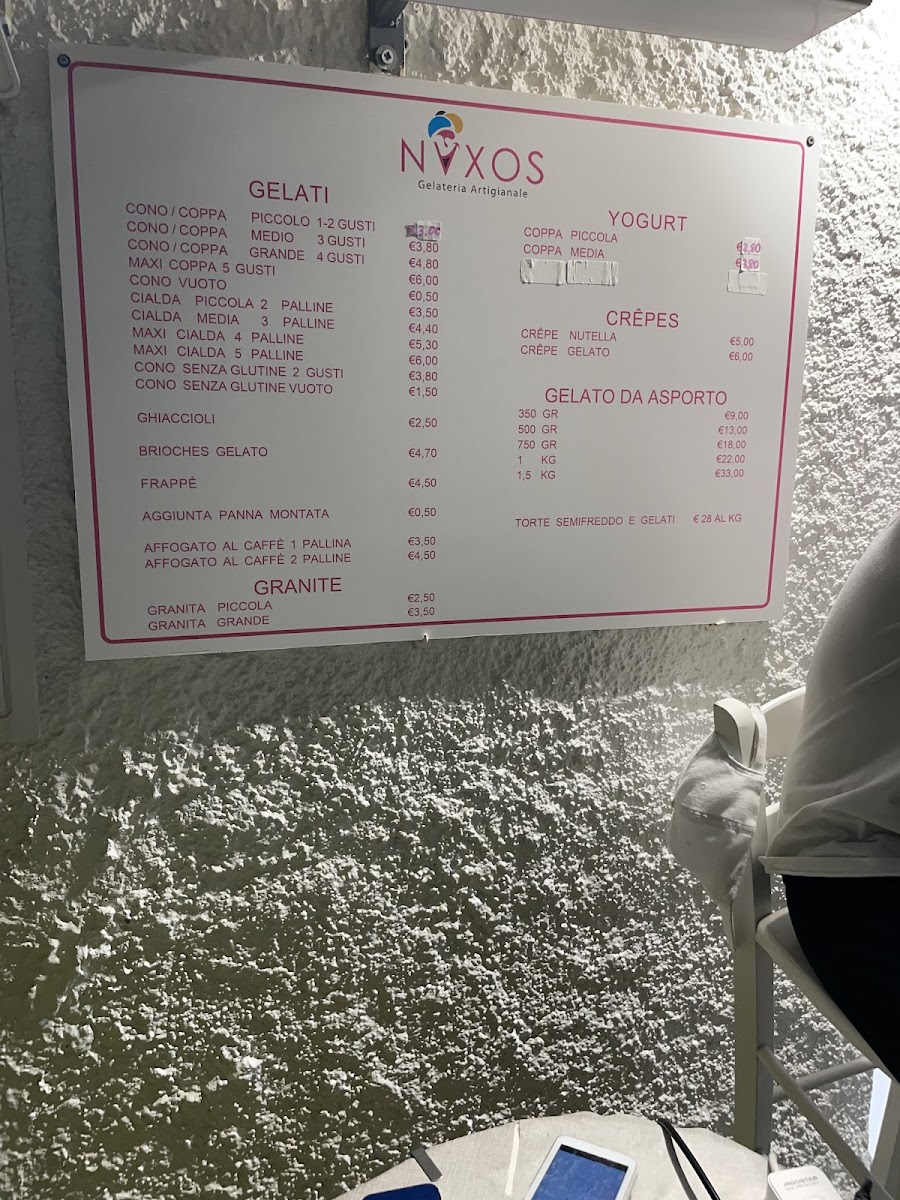 NAXOS
Gelateria Artigianale
GELATI
CONO / COPPA PICCOLO 1-2 GUSTI
CONO / COPPA MEDIO 3 GUSTI €3,80
CONO / COPPA GRANDE 4 GUSTI €4,80
MAXI COPPA 5 GUSTI €6,00
CONO VUOTO €0,50
CIALDA PICCOLA 2 PALLINE €3,50
CIALDA MEDIA 3 PALLINE €4,40
MAXI CIALDA 4 PALLINE €5,30
MAXI CIALDA 5 PALLINE €6,00
CONO SENZA GLUTINE 2 GUSTI €3,80
CONO SENZA GLUTINE VUOTO €1,50
GHIACCIOLI €2,50
BRIOCHES GELATO €4,70
FRAPPÈ €4,50
AGGIUNTA PANNA MONTATA €0,50
AFFOGATO AL CAFFÈ 1 PALLINA €3,50
AFFOGATO AL CAFFÈ 2 PALLINE €4,50
GRANITE
GRANITA PICCOLA €2,50
GRANITA GRANDE €3,50
YOGURT
COPPA PICCOLA
COPPA MEDIA
CRÊPES
CRÊPE NUTELLA €5,00
CRÊPE GELATO €6,00
GELATO DA ASPORTO
350 GR €9,00
500 GR €13,00
750 GR €18,00
1 KG €22,00
1,5 KG €33,00
TORTE SEMIFREDDO E GELATI € 28 AL KG